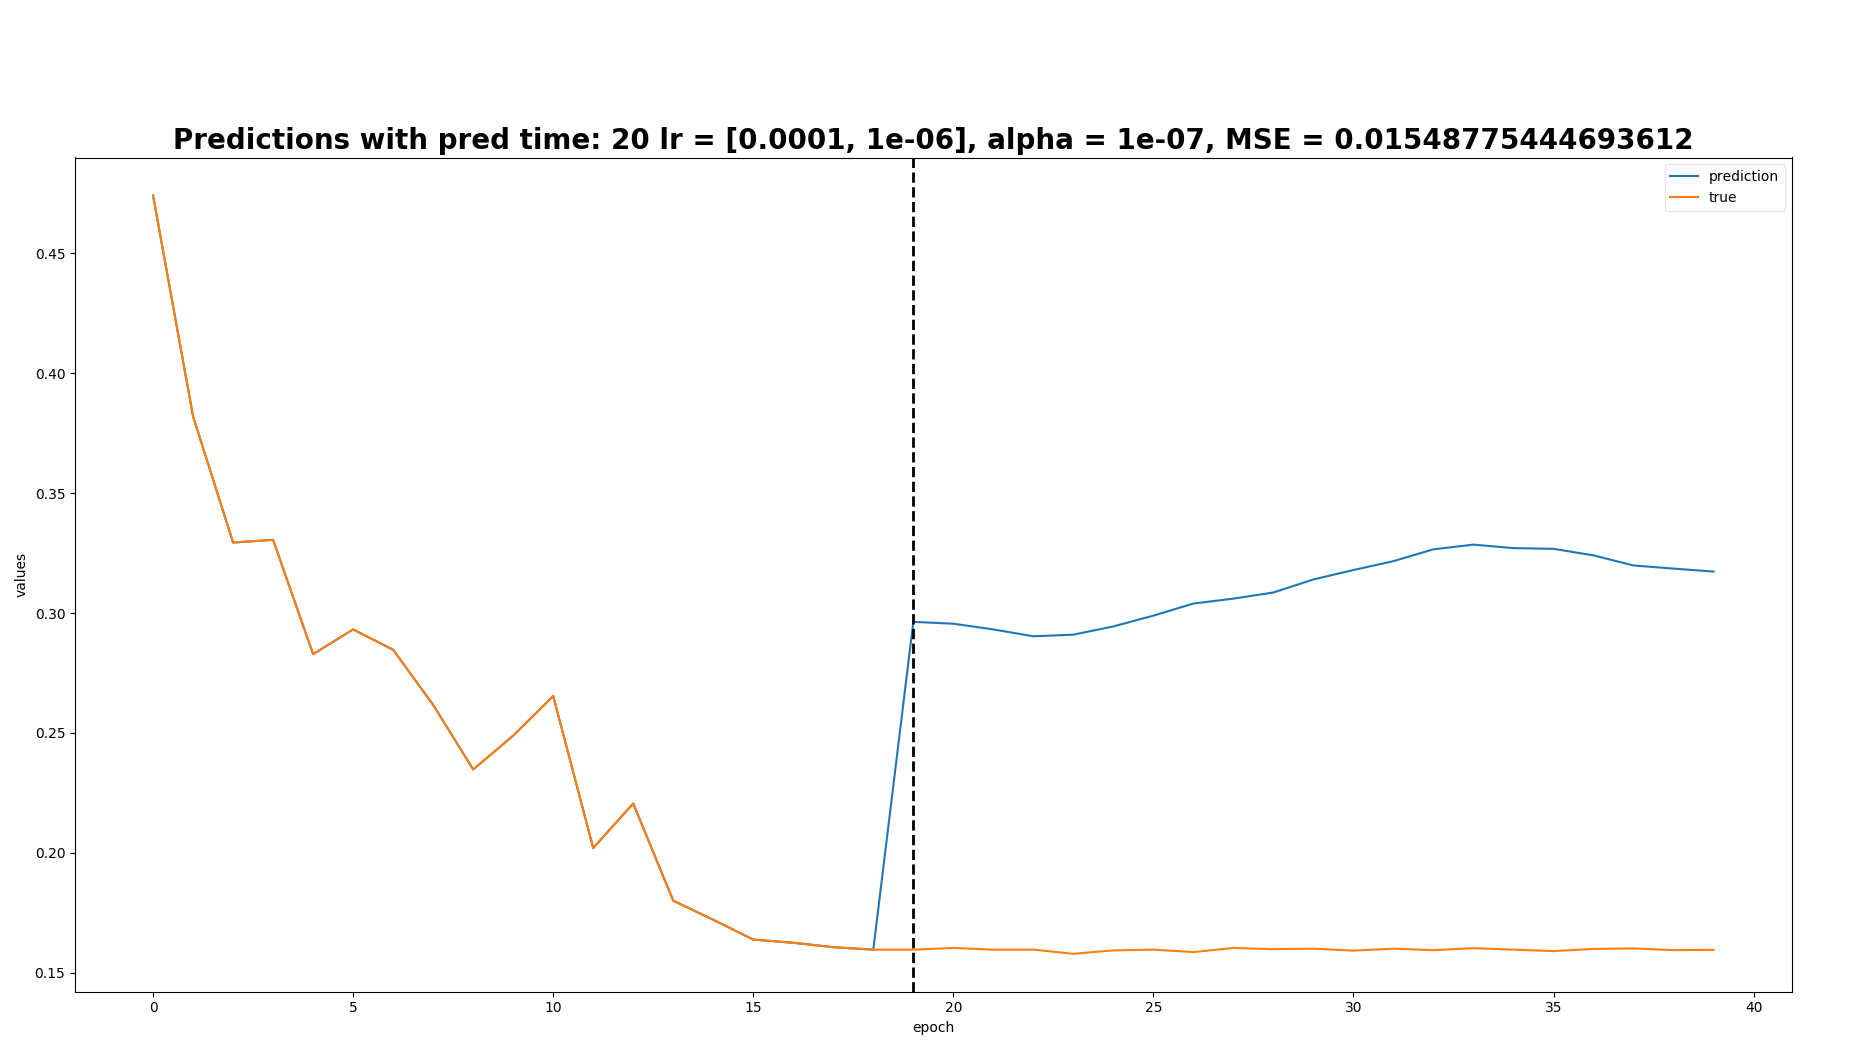 Predictions with pred time: 20 lr = [0.0001, 1e-06], alpha = 1e-07, MSE = 0.01548775444693612
prediction
true
0.45
0.40
0.35
0.30
0.25
0.20
0.15
values
0 5 10 15 20 25 30 35 40
epoch